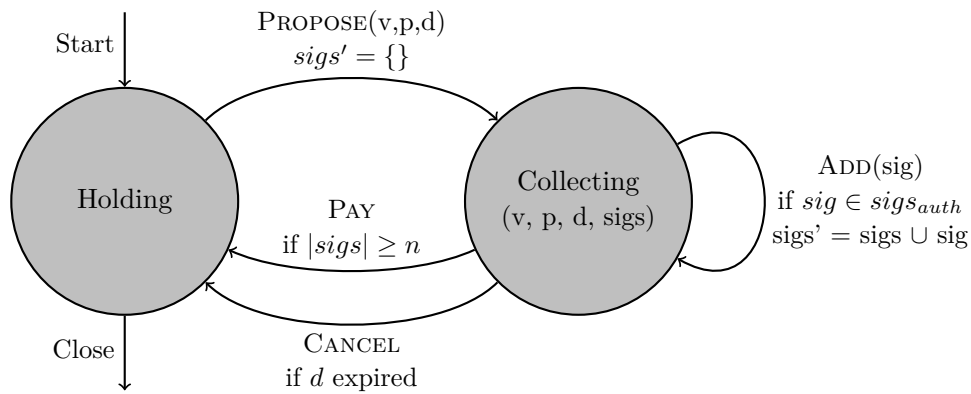 Start
PROPOSE(v,p,d)
sigs′ = {}
Holding
Collecting
(v, p, d, sigs)
ADD(sig)
if sig ∈ sigs_auth
sigs’ = sigs ∪ sig
PAY
if |sigs| ≥ n
Close
CANCEL
if d expired